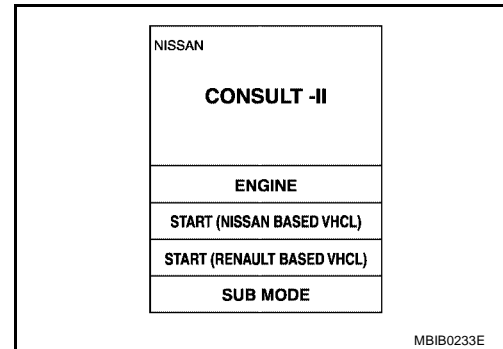 NISSAN
CONSULT -II
ENGINE
START (NISSAN BASED VHCL)
START (RENAULT BASED VHCL)
SUB MODE
MBIB0233E